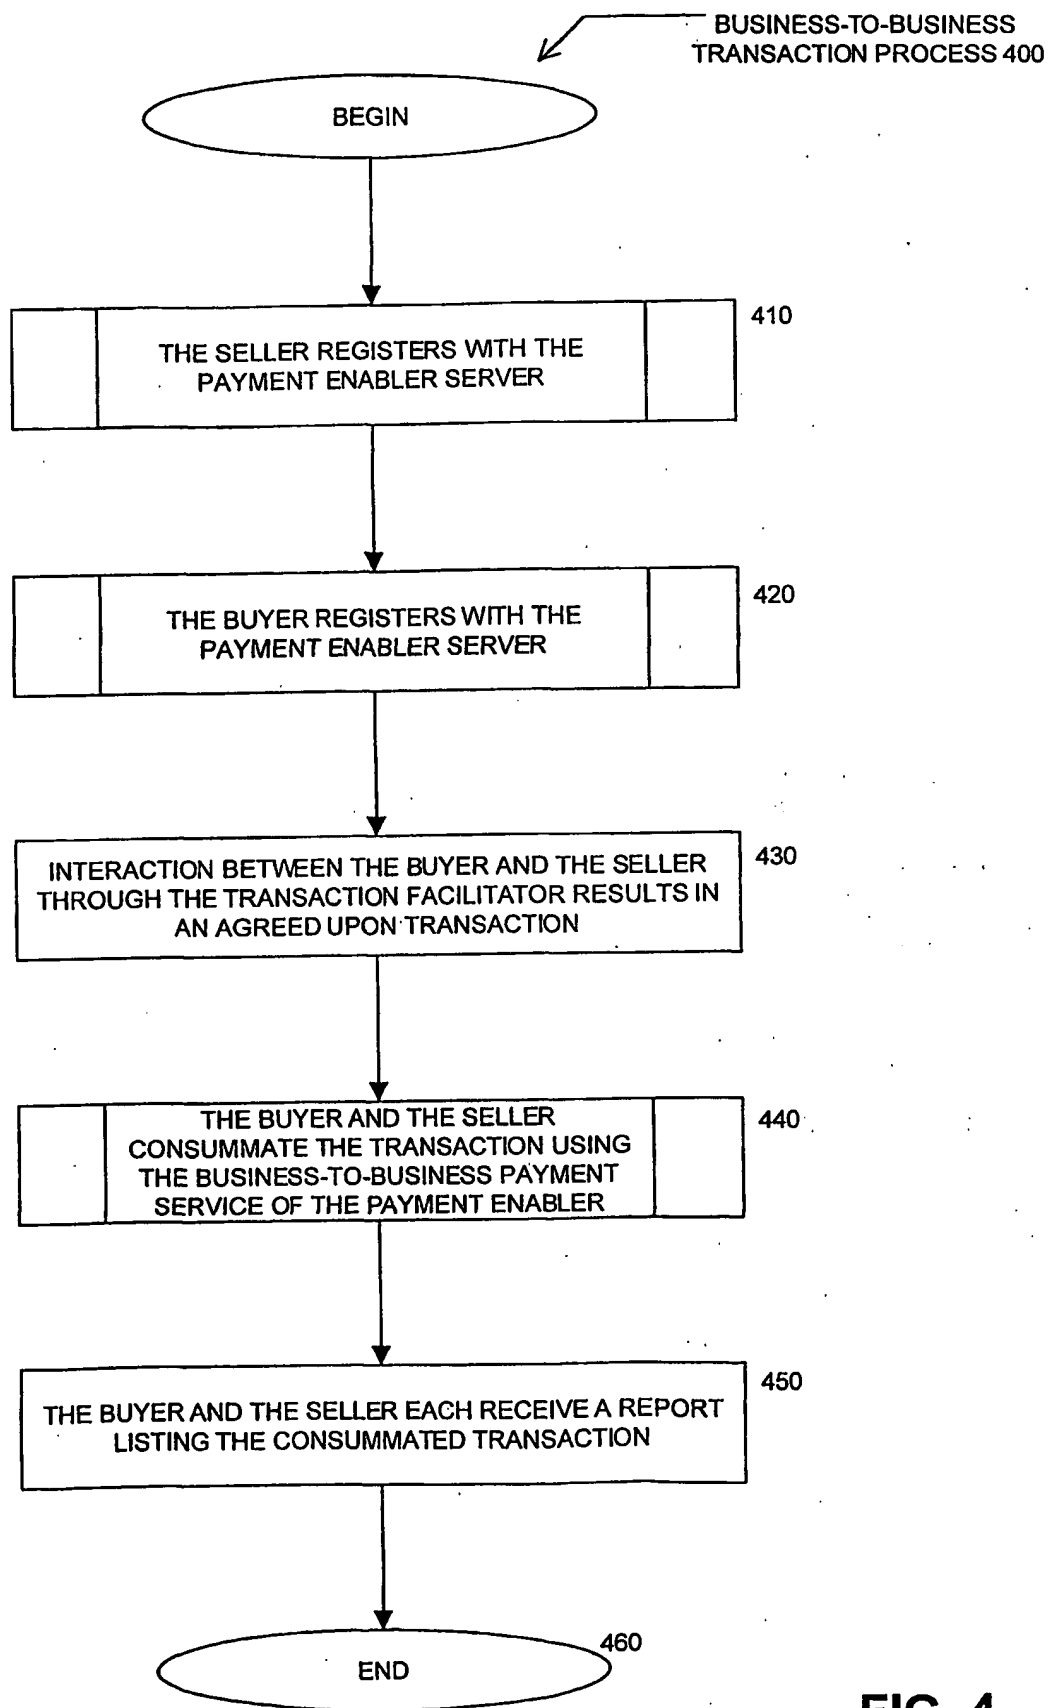 BUSINESS-TO-BUSINESS
TRANSACTION PROCESS 400
BEGIN
410
THE SELLER REGISTERS WITH THE
PAYMENT ENABLER SERVER
420
THE BUYER REGISTERS WITH THE
PAYMENT ENABLER SERVER
430
INTERACTION BETWEEN THE BUYER AND THE SELLER
THROUGH THE TRANSACTION FACILITATOR RESULTS IN
AN AGREED UPON TRANSACTION
440
THE BUYER AND THE SELLER
CONSUMMATE THE TRANSACTION USING
THE BUSINESS-TO-BUSINESS PAYMENT
SERVICE OF THE PAYMENT ENABLER
450
THE BUYER AND THE SELLER EACH RECEIVE A REPORT
LISTING THE CONSUMMATED TRANSACTION
460
END
FIG. 4